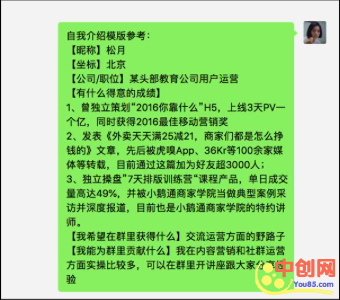 自我介绍模版参考：
【昵称】松月
【坐标】北京
【公司/职位】某头部教育公司用户运营
【有什么得意的成绩】
1、曾独立策划“2016你靠什么”H5，上线3天PV一
个亿，同时获得2016最佳移动营销奖
2、发表《外卖天天满25减21，商家们都是怎么挣
钱的》文章，先后被虎嗅App、36Kr等100余家媒
体等转载，目前通过这篇加为好友超3000人；
3、独立操盘“7天排版训练营”课程产品，单日成交
量高达49%，并被小鹅通商家学院当做典型案例采
访并深度报道，目前也是小鹅通商家学院的特约讲
师。
【我希望在群里获得什么】交流运营方面的野路子
【我能为群里贡献什么】我在内容营销和社群运营
方面实操比较多，可以在群里开讲座跟大家分享经
验
中创网
You85.com